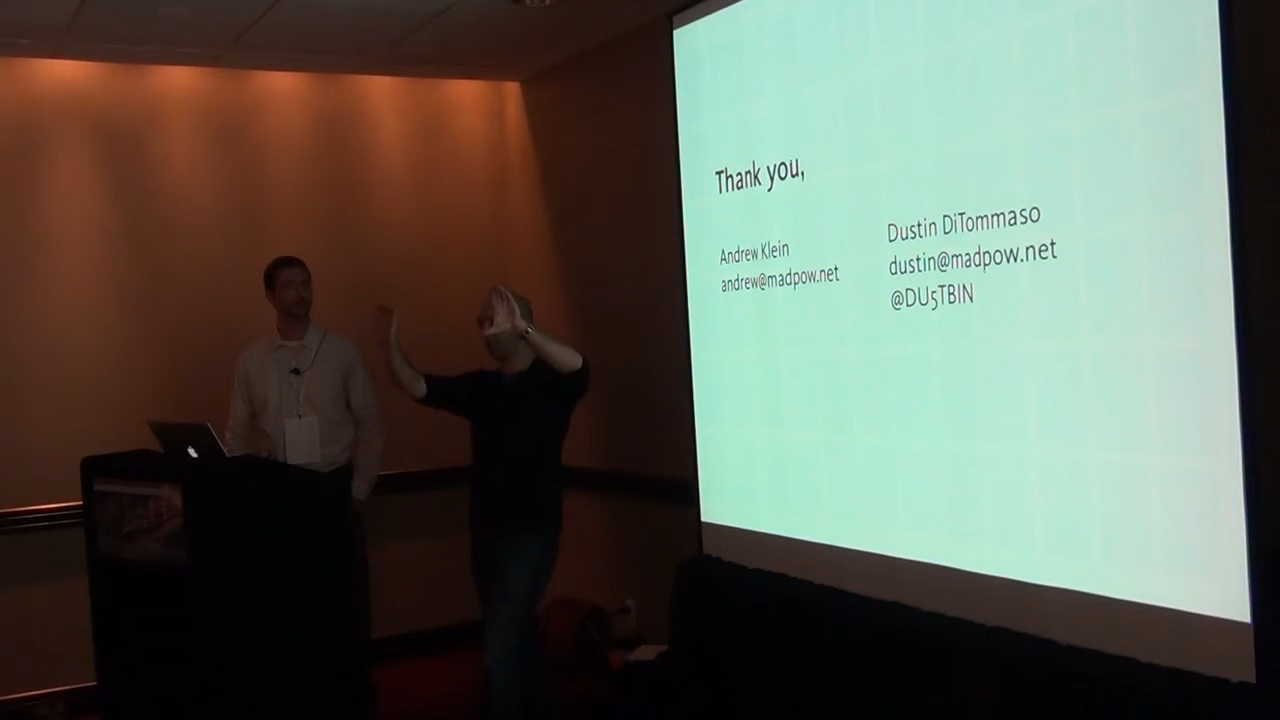 Thank you,
Andrew Klein
andrew@madpow.net
Dustin DiTommaso
dustin@madpow.net
@DU5TBIN